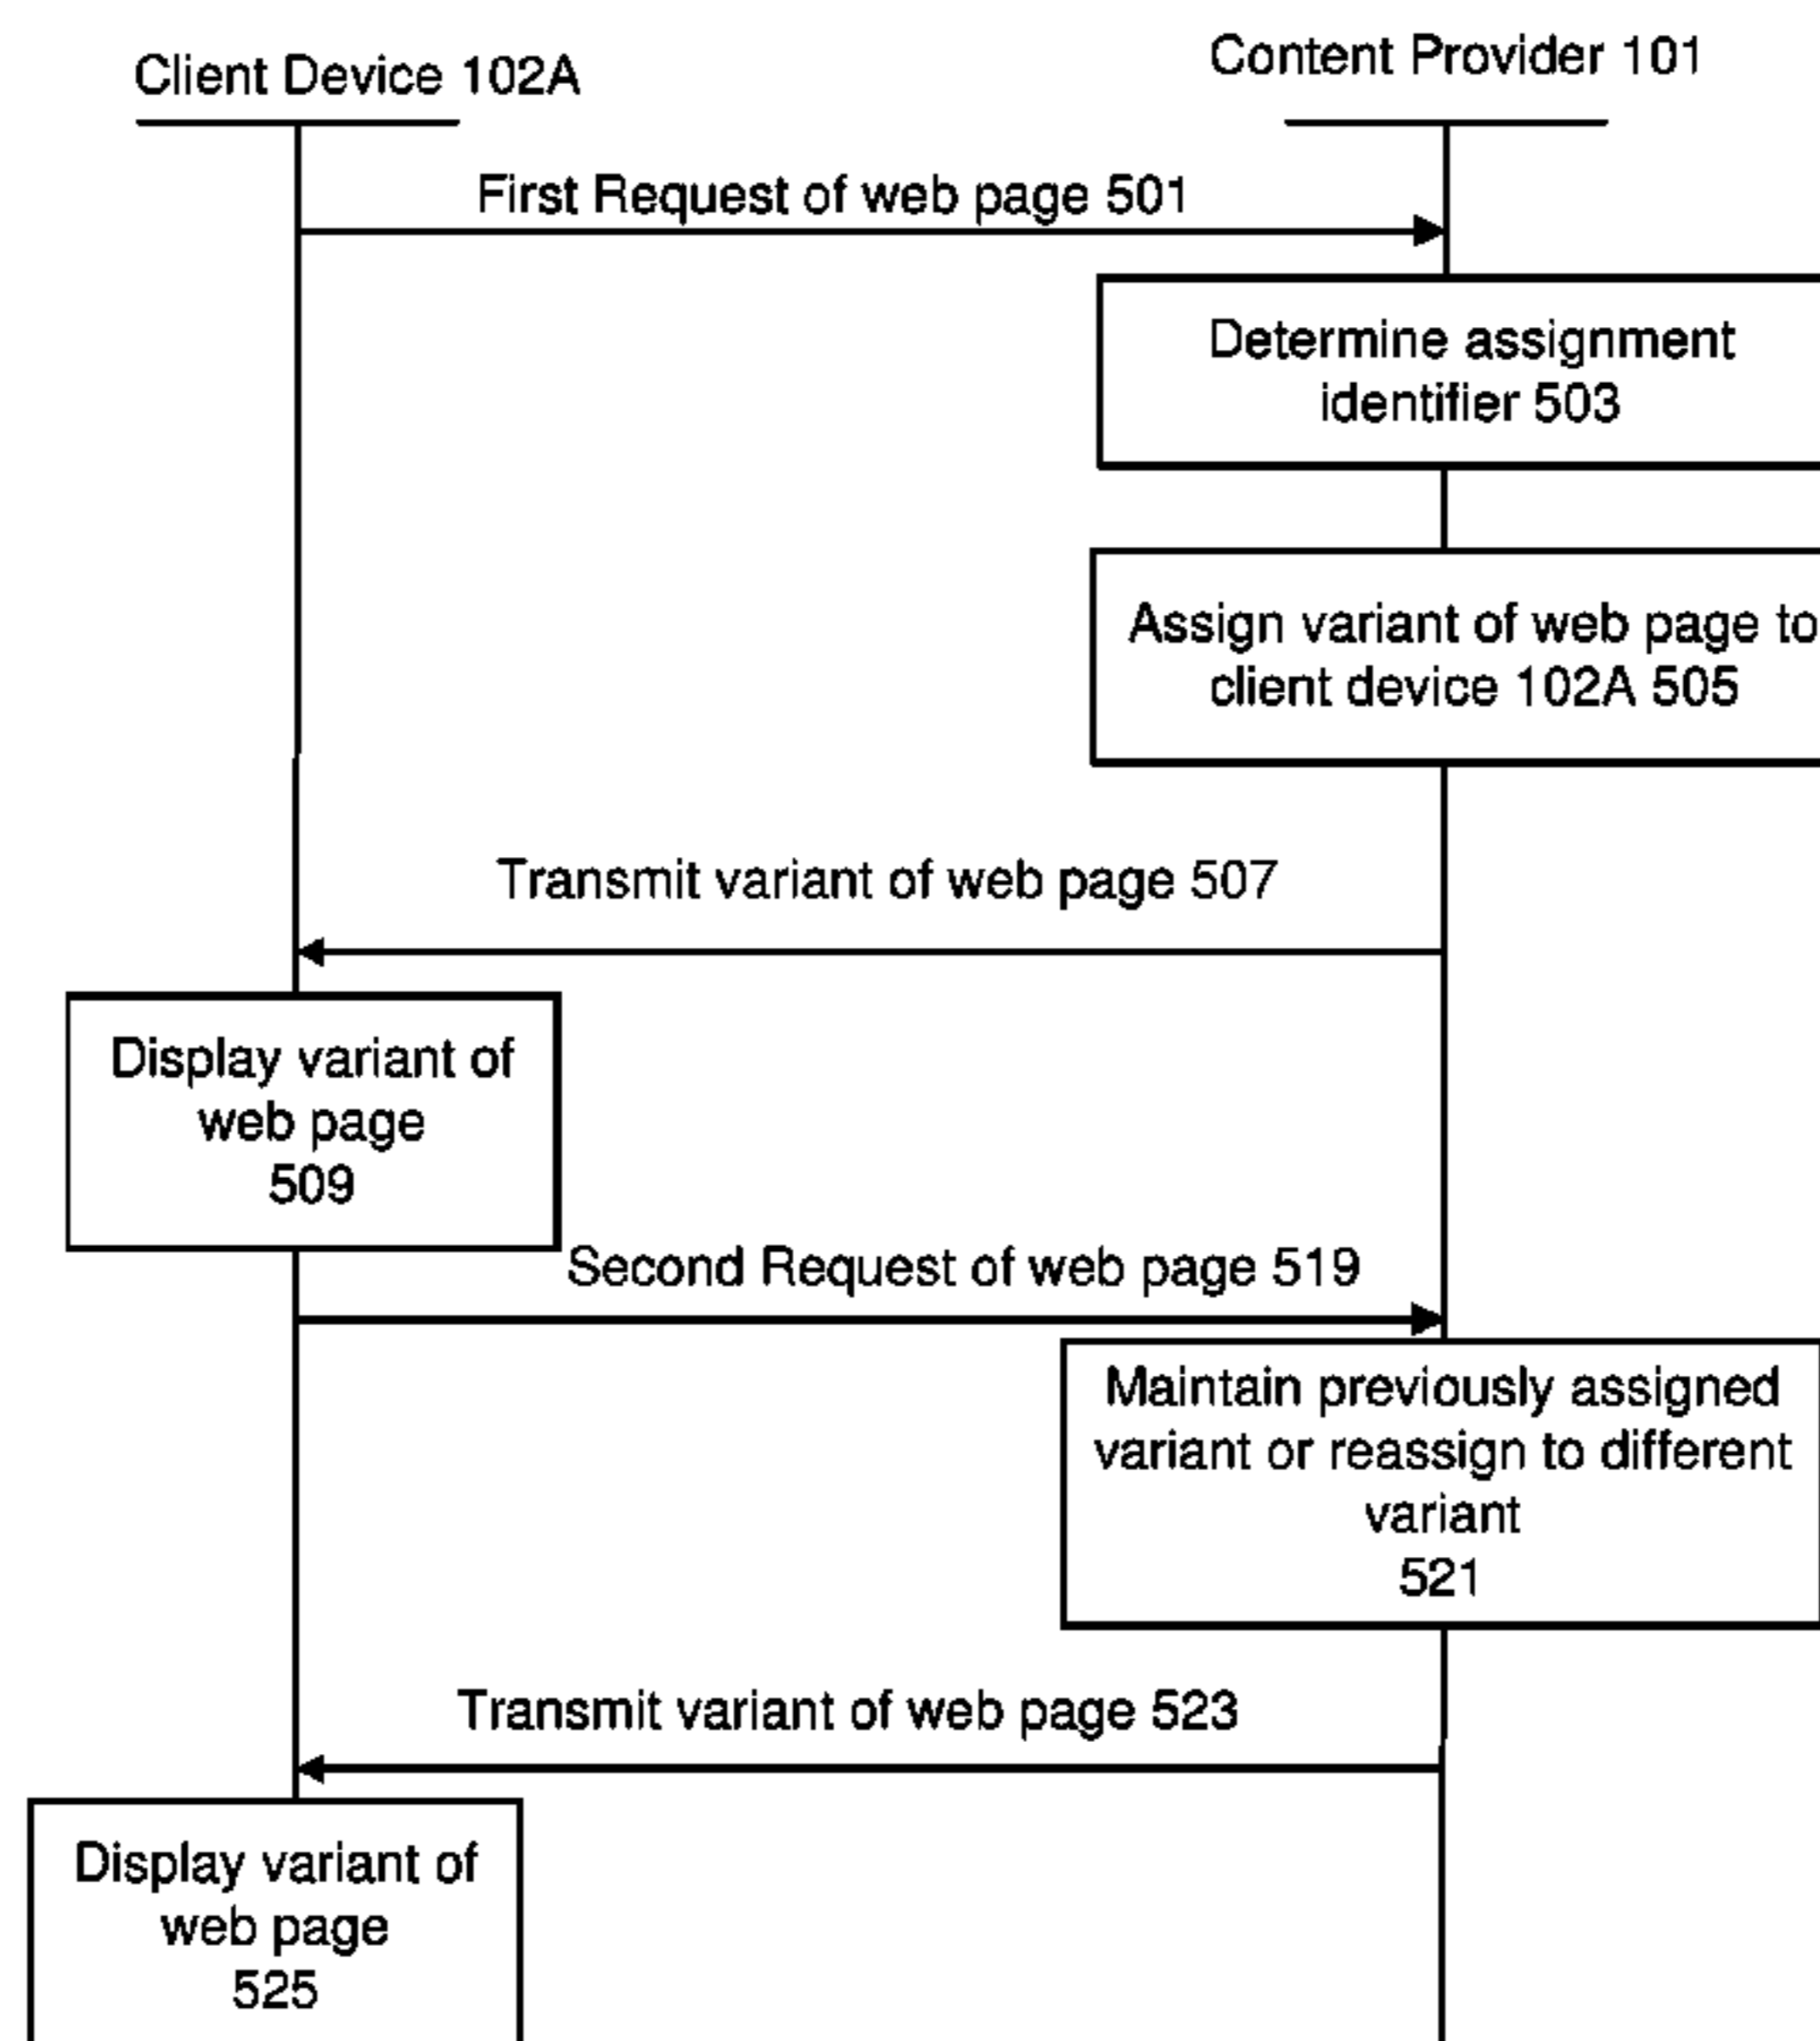 Client Device 102A
Content Provider 101
First Request of web page 501
Determine assignment
identifier 503
Assign variant of web page to
client device 102A 505
Transmit variant of web page 507
Display variant of
web page
509
Second Request of web page 519
Maintain previously assigned
variant or reassign to different
variant
521
Transmit variant of web page 523
Display variant of
web page
525